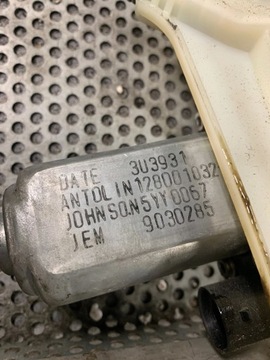 DATE 3U3931
ANTOLIN 128001032
JOHNSON 5YY0067
JEM 9030285